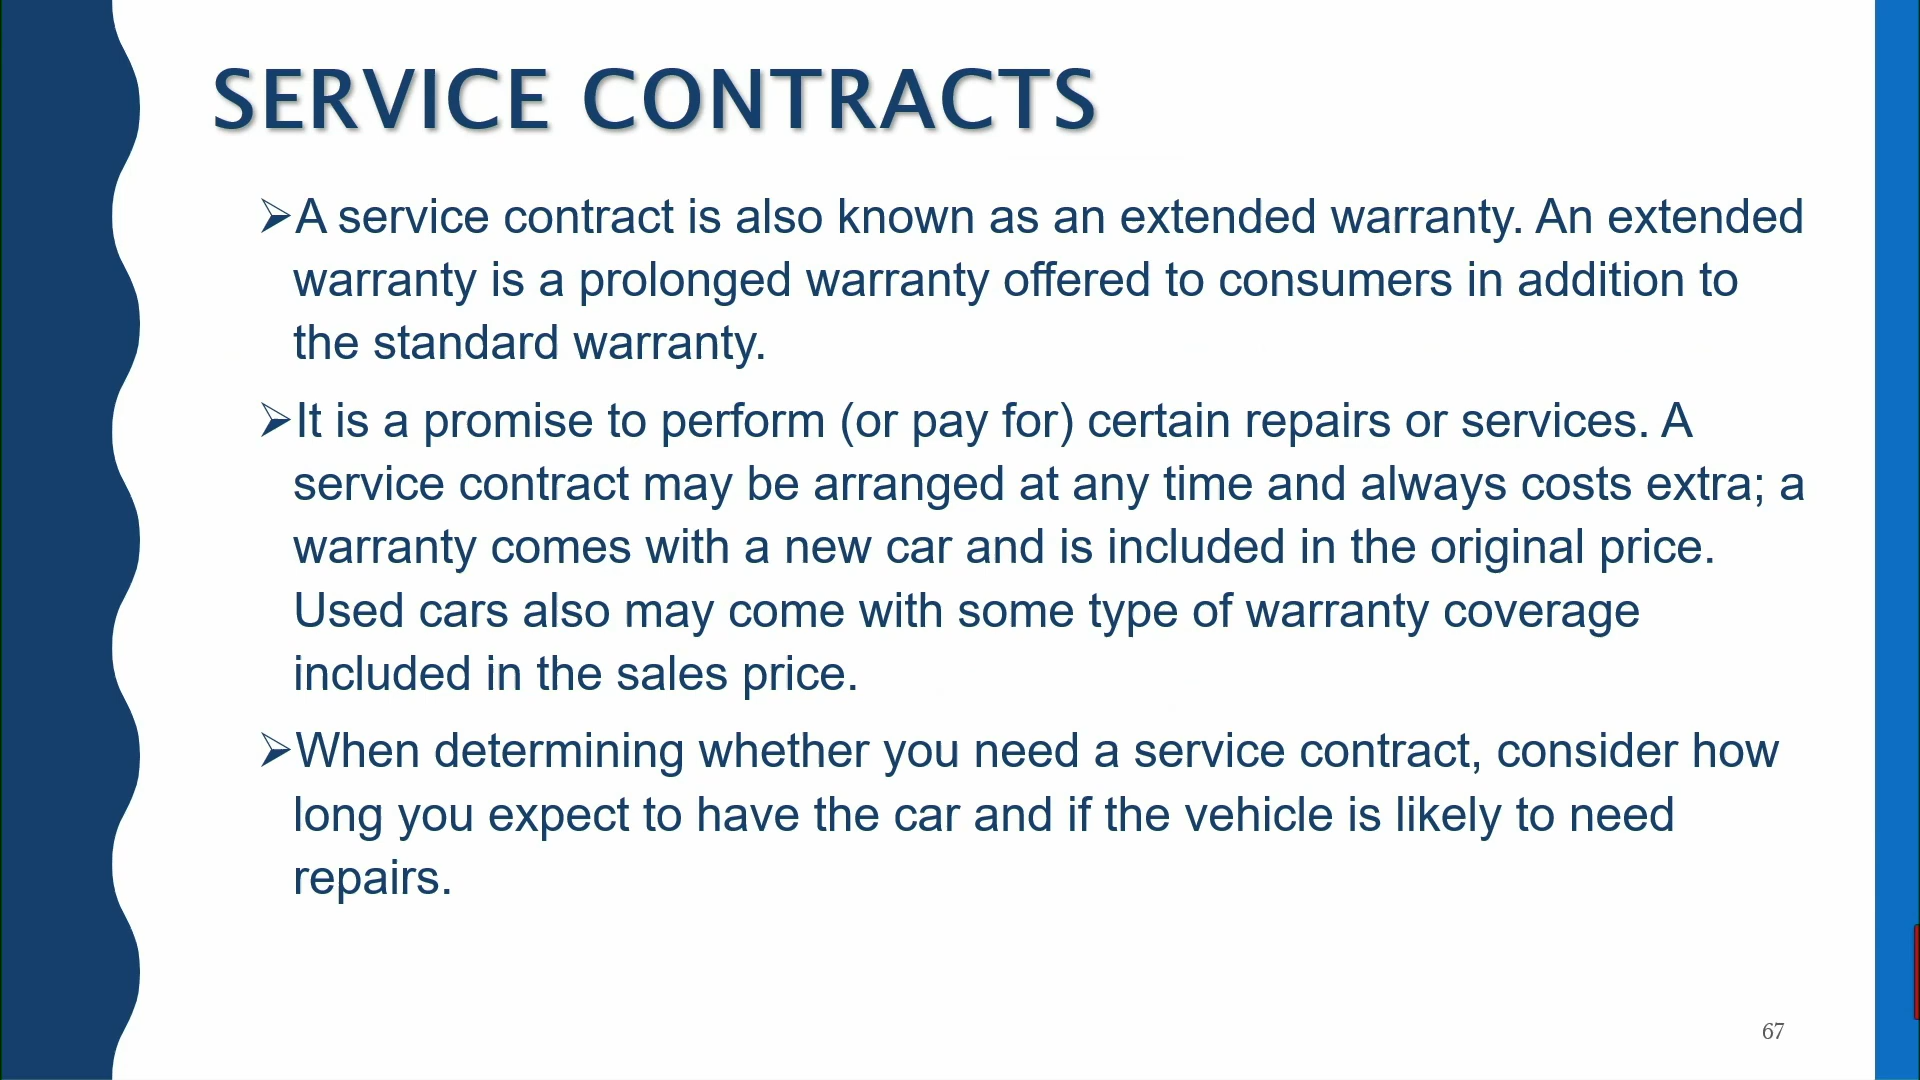 SERVICE CONTRACTS
➢A service contract is also known as an extended warranty. An extended
warranty is a prolonged warranty offered to consumers in addition to
the standard warranty.
➢It is a promise to perform (or pay for) certain repairs or services. A
service contract may be arranged at any time and always costs extra; a
warranty comes with a new car and is included in the original price.
Used cars also may come with some type of warranty coverage
included in the sales price.
➢When determining whether you need a service contract, consider how
long you expect to have the car and if the vehicle is likely to need
repairs.
67